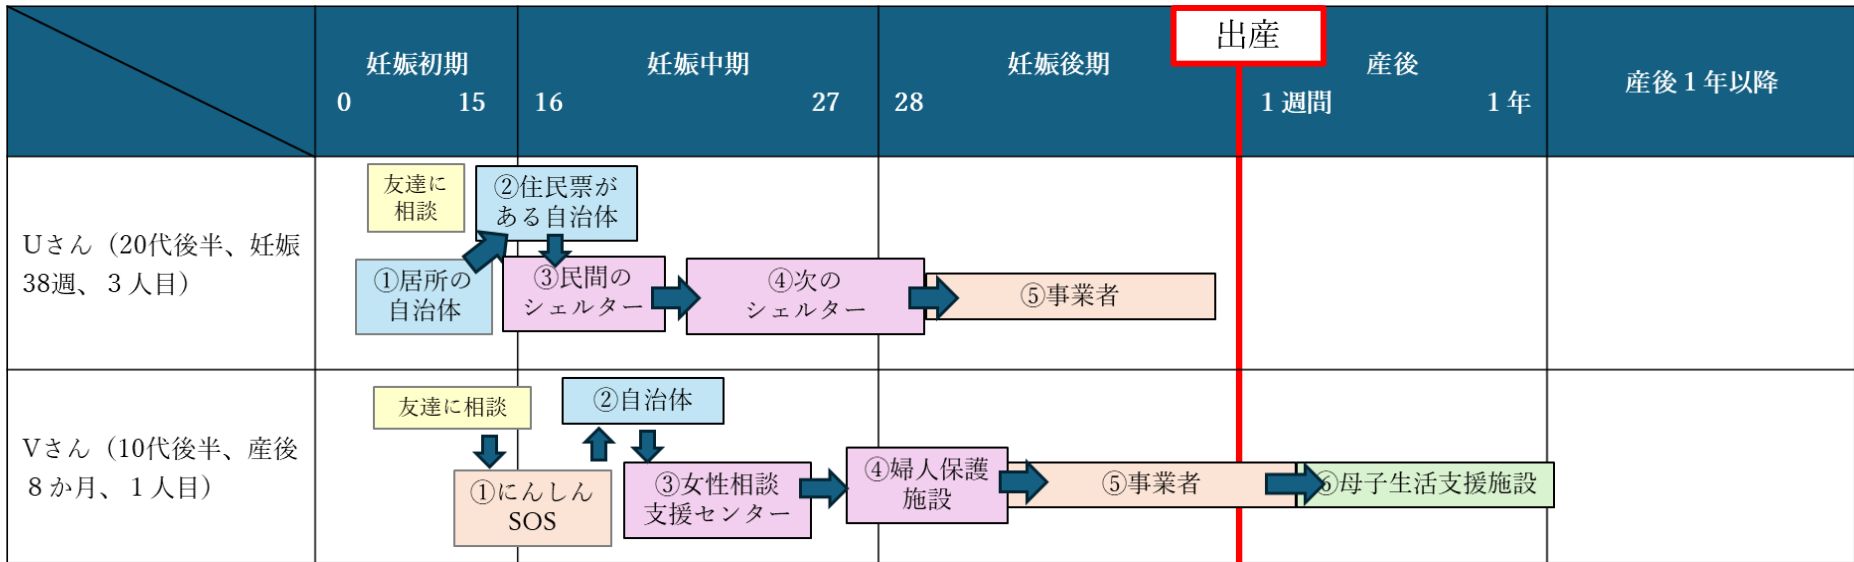 妊娠初期
0 15
妊娠中期
16 27
妊娠後期
28
出産
産後
1週間 1年
産後1年以降
Uさん（20代後半、妊娠
38週、3人目）
友達に
相談
①居所の
自治体
②住民票が
ある自治体
③民間の
シェルター
④次の
シェルター
⑤事業者
Vさん（10代後半、産後
8か月、1人目）
友達に相談
①にんしん
SOS
②自治体
③女性相談
支援センター
④婦人保護
施設
⑤事業者
⑥母子生活支援施設